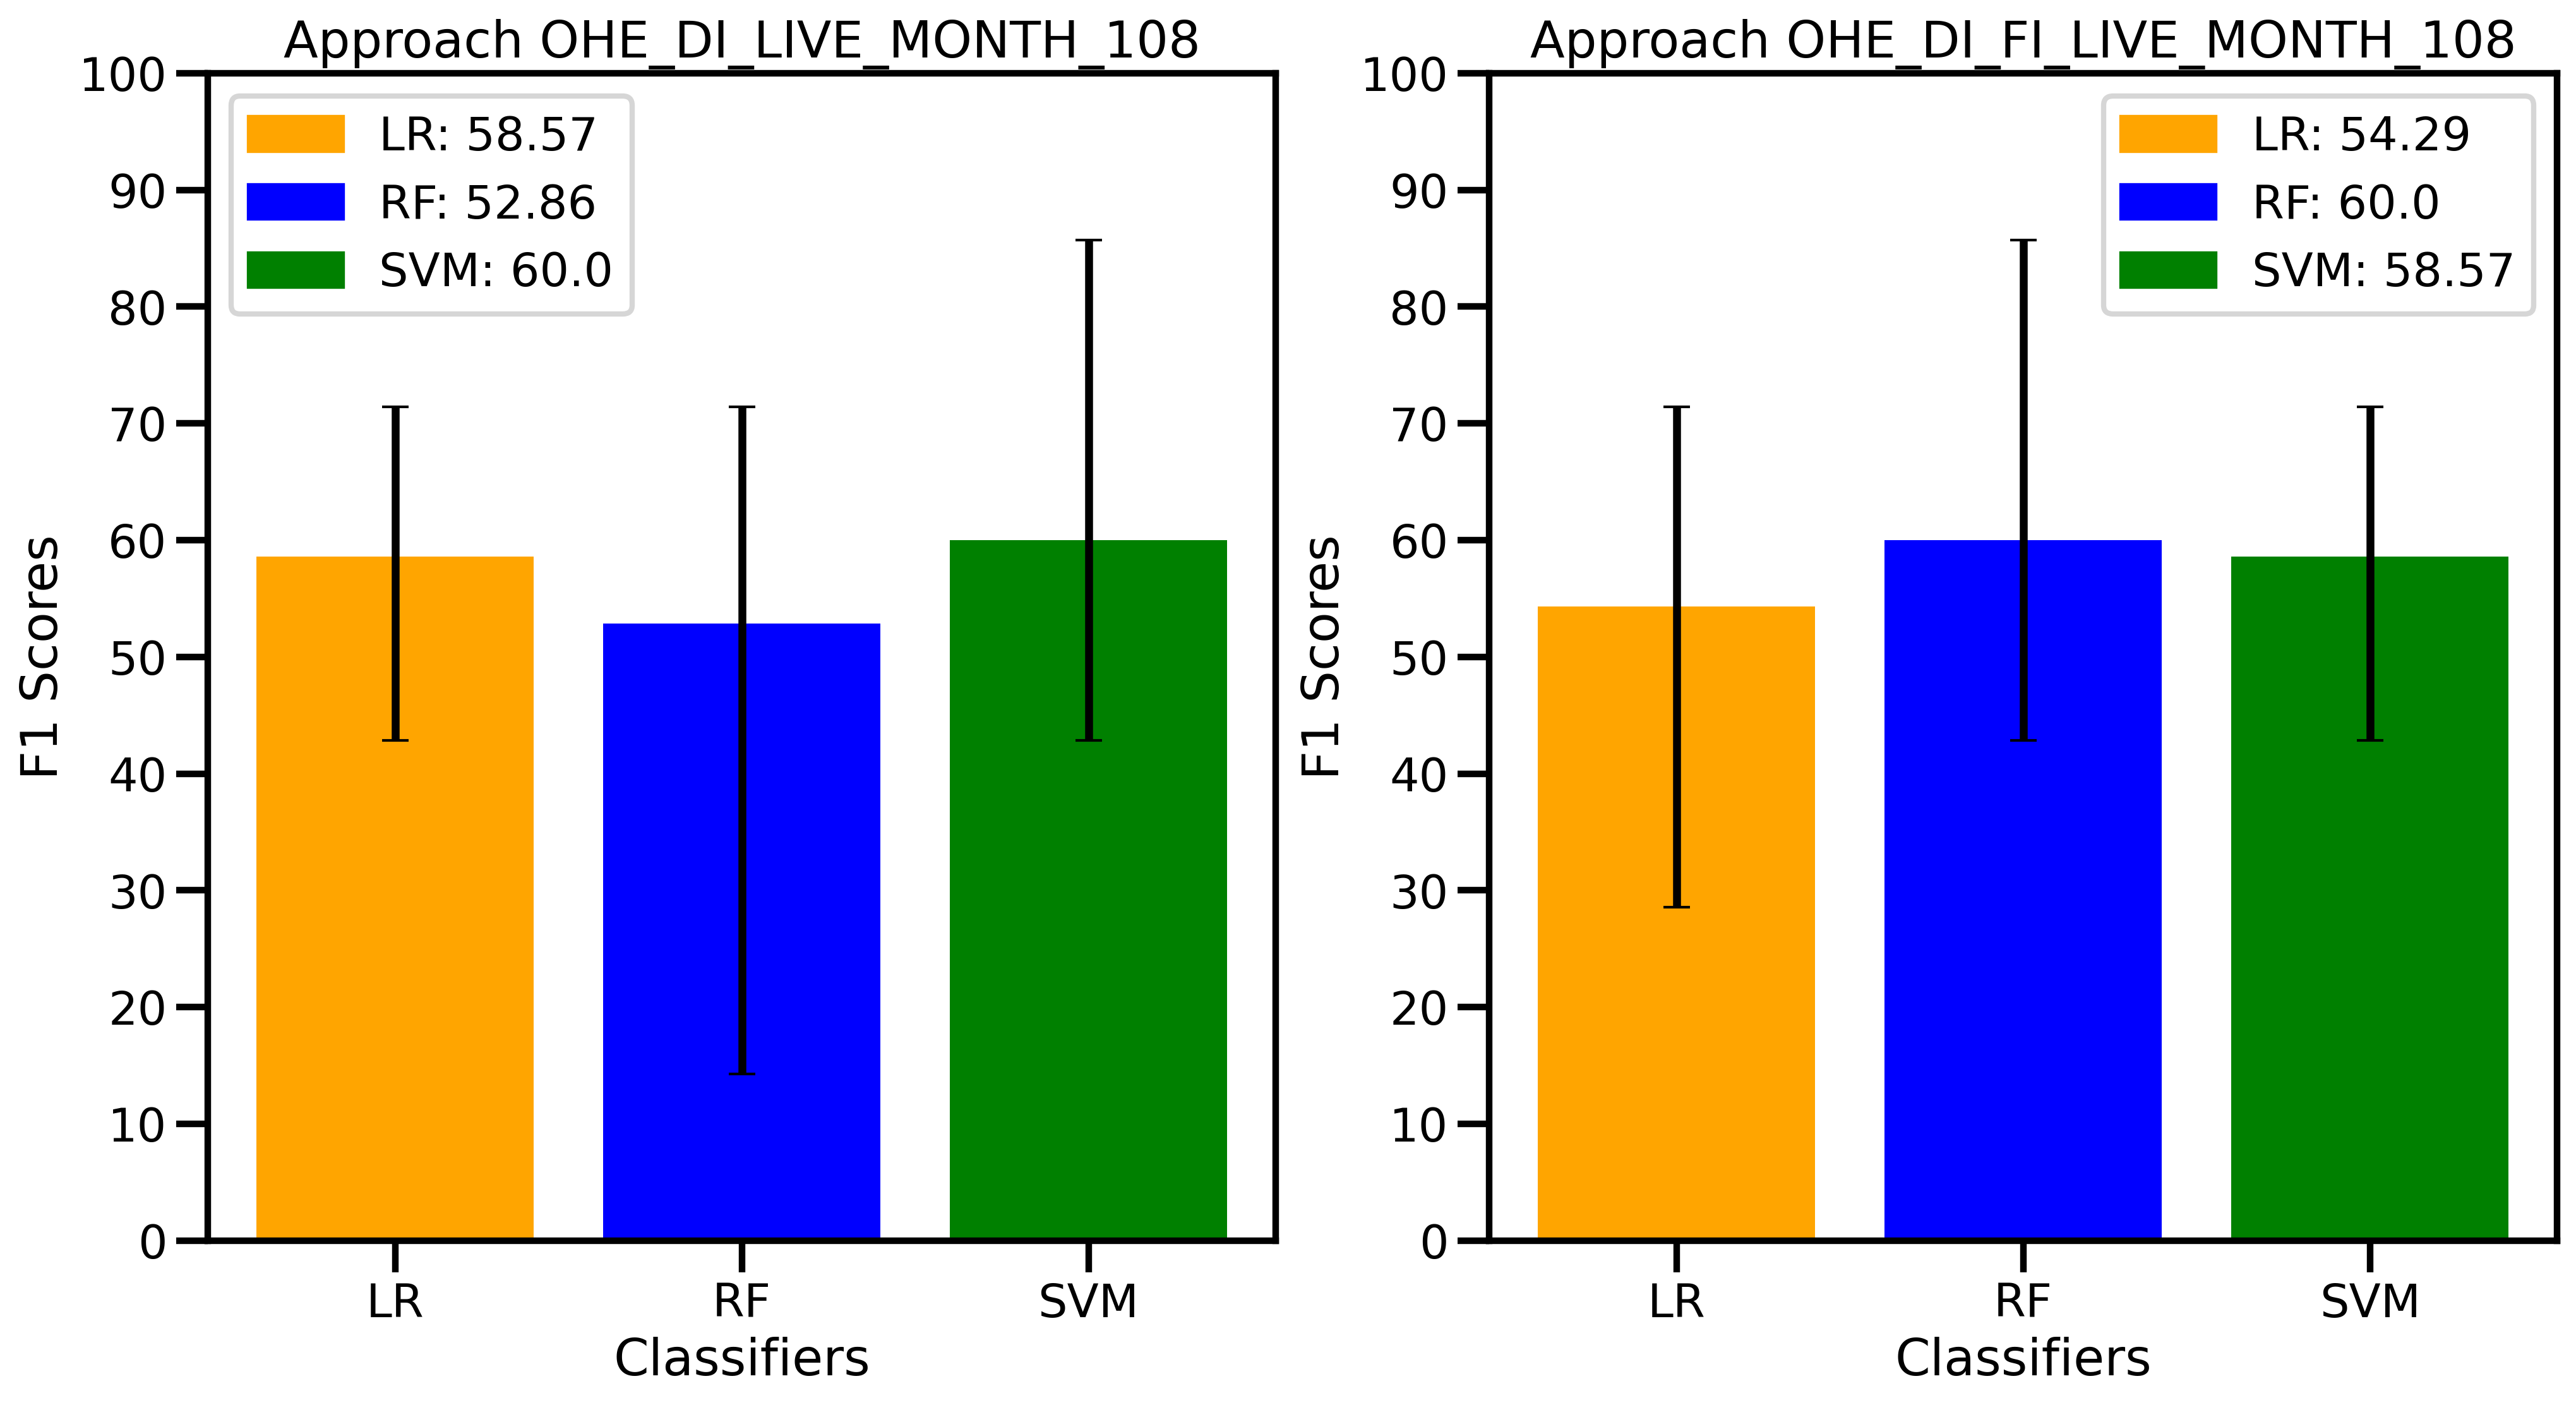 Approach OHE_DI_LIVE_MONTH_108
100
90
80
70
60
50
40
30
20
10
0
F1 Scores
LR: 58.57
RF: 52.86
SVM: 60.0
LR
RF
SVM
Classifiers
Approach OHE_DI_FI_LIVE_MONTH_108
100
90
80
70
60
50
40
30
20
10
0
F1 Scores
LR: 54.29
RF: 60.0
SVM: 58.57
LR
RF
SVM
Classifiers